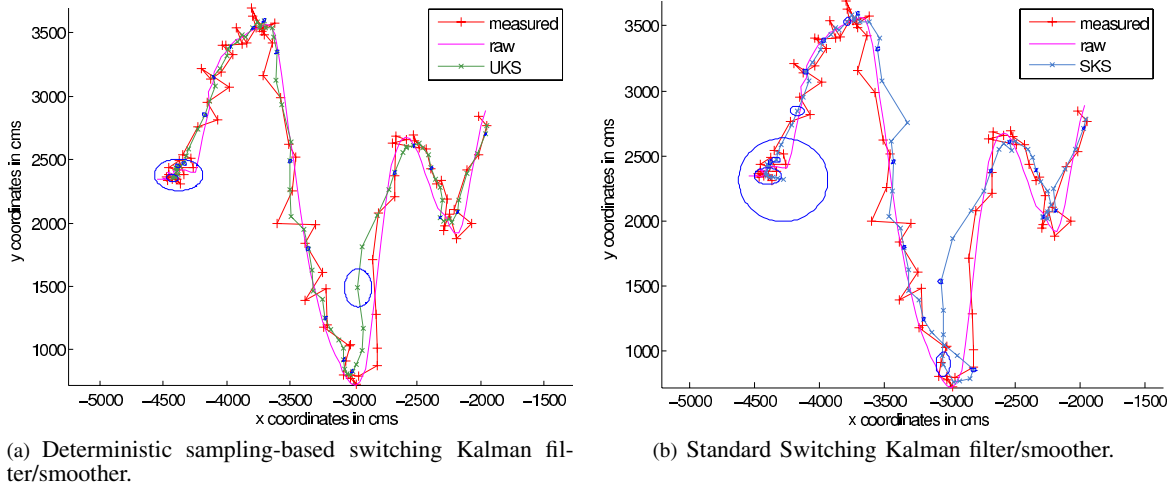 3500
3000
2500
2000
1500
1000
y coordinates in cms
−5000 −4500 −4000 −3500 −3000 −2500 −2000 −1500
x coordinates in cms
measured
raw
UKS
(a) Deterministic sampling-based switching Kalman fil-
ter/smoother.
3500
3000
2500
2000
1500
1000
y coordinates in cms
−5000 −4500 −4000 −3500 −3000 −2500 −2000 −1500
x coordinates in cms
measured
raw
SKS
(b) Standard Switching Kalman filter/smoother.